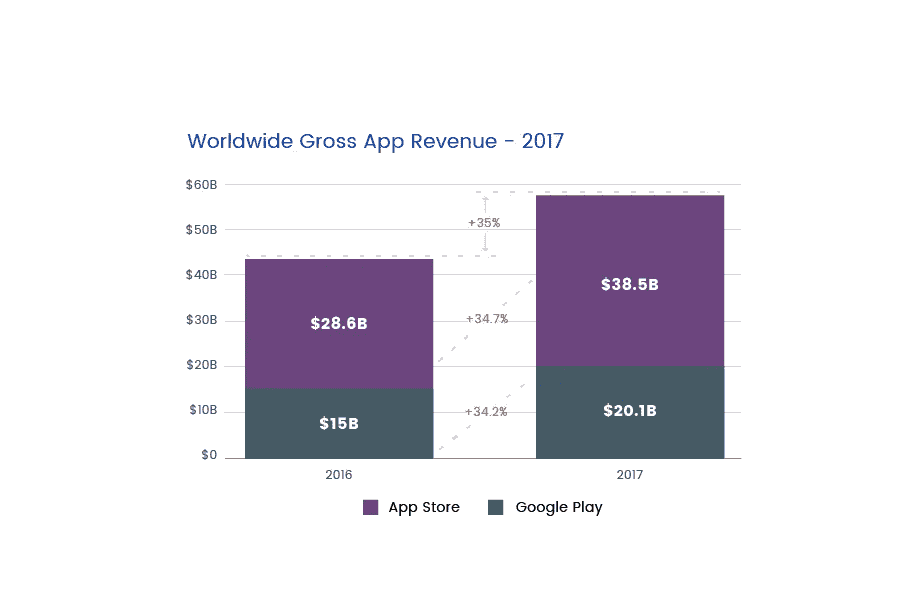 Worldwide Gross App Revenue - 2017
$60B
+35%
$50B
$40B
$38.5B
$30B
$28.6B
+34.7%
$20B
$10B
$15B
+34.2%
$20.1B
$0
2016
2017
App Store
Google Play